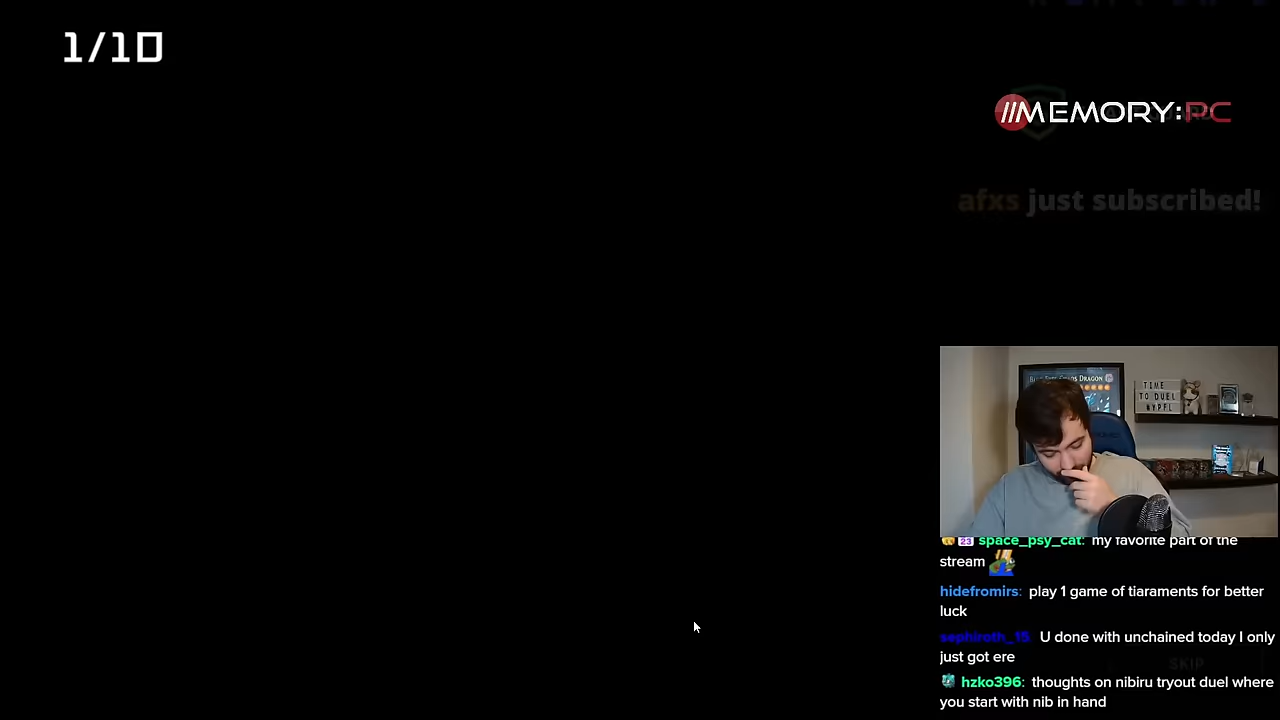 1/10
//MEMORY:PC
afxs just subscribed!
TIME
TO DUEL
23 space_psy_cat: my favorite part of the
stream
hidefromirs: play 1 game of tiaraments for better
luck
sephiroth_15: U done with unchained today I only
just got ere
SKIP
hzko396: thoughts on nibiru tryout duel where
you start with nib in hand